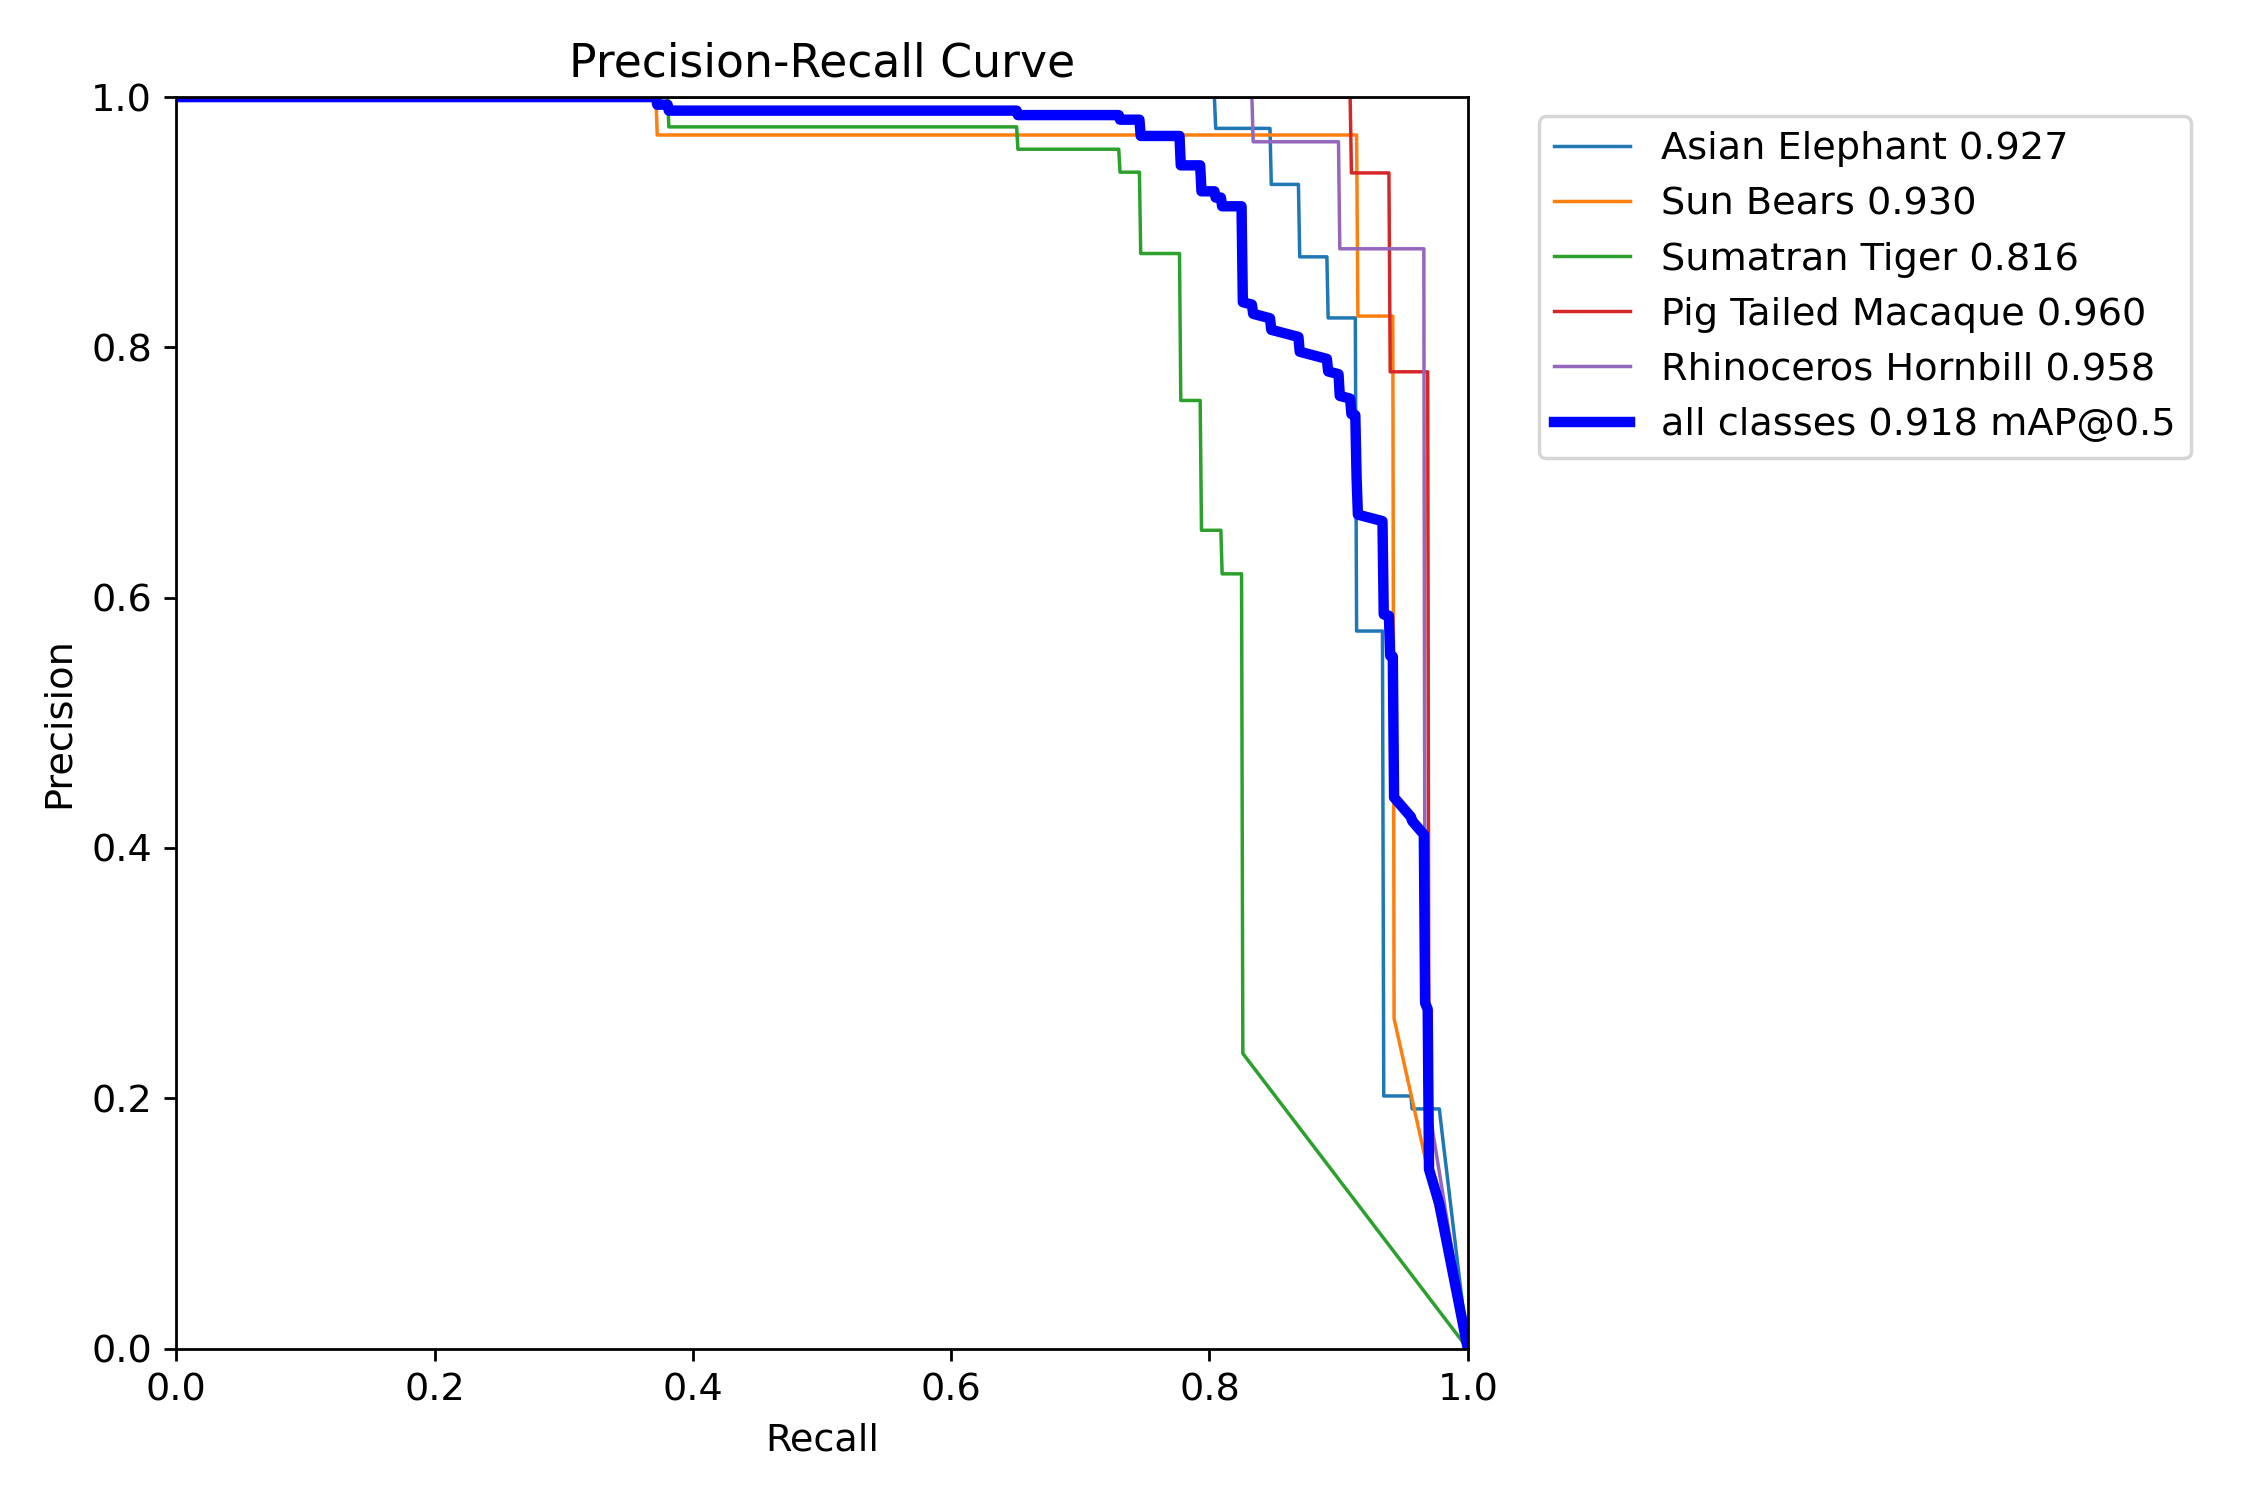 Precision-Recall Curve
1.0
0.8
0.6
0.4
0.2
0.0
Precision
0.0 0.2 0.4 0.6 0.8 1.0
Recall
Asian Elephant 0.927
Sun Bears 0.930
Sumatran Tiger 0.816
Pig Tailed Macaque 0.960
Rhinoceros Hornbill 0.958
all classes 0.918 mAP@0.5